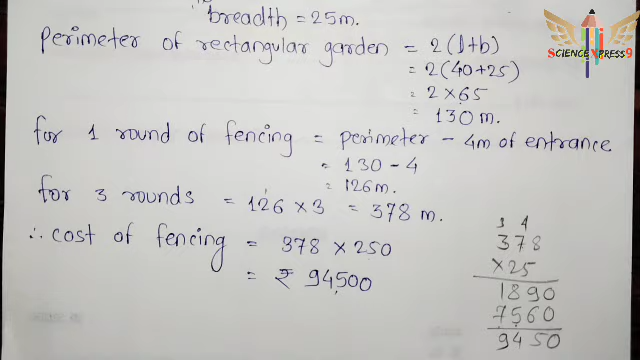 breadth = 25m.
SCIENCE XPRESS9
Perimeter of rectangular garden = 2(l+b)
= 2(40+25)
= 2 × 65
= 130 m.
for 1 round of fencing = perimeter - 4m of entrance
= 130 - 4
= 126m.
for 3 rounds = 126 × 3 = 378 m.
∴ cost of fencing = 378 × 250
= ₹ 94500
3 4
378
× 25
1890
7560
9450